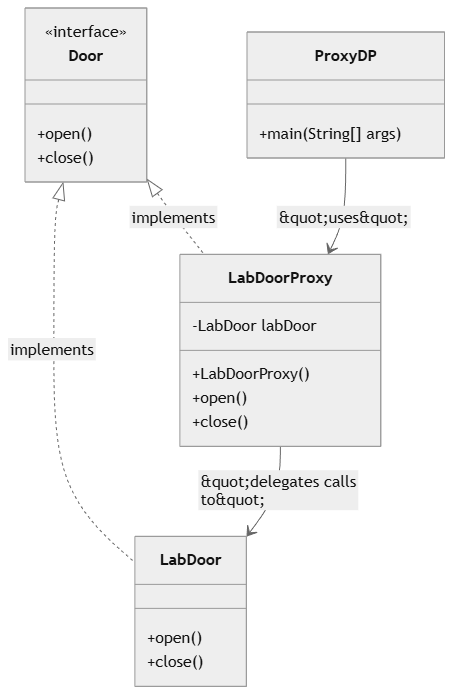 «interface»
Door
+open()
+close()
ProxyDP
+main(String[] args)
implements
&quot;uses&quot;
LabDoorProxy
-LabDoor labDoor
+LabDoorProxy()
+open()
+close()
implements
&quot;delegates calls
to&quot;
LabDoor
+open()
+close()